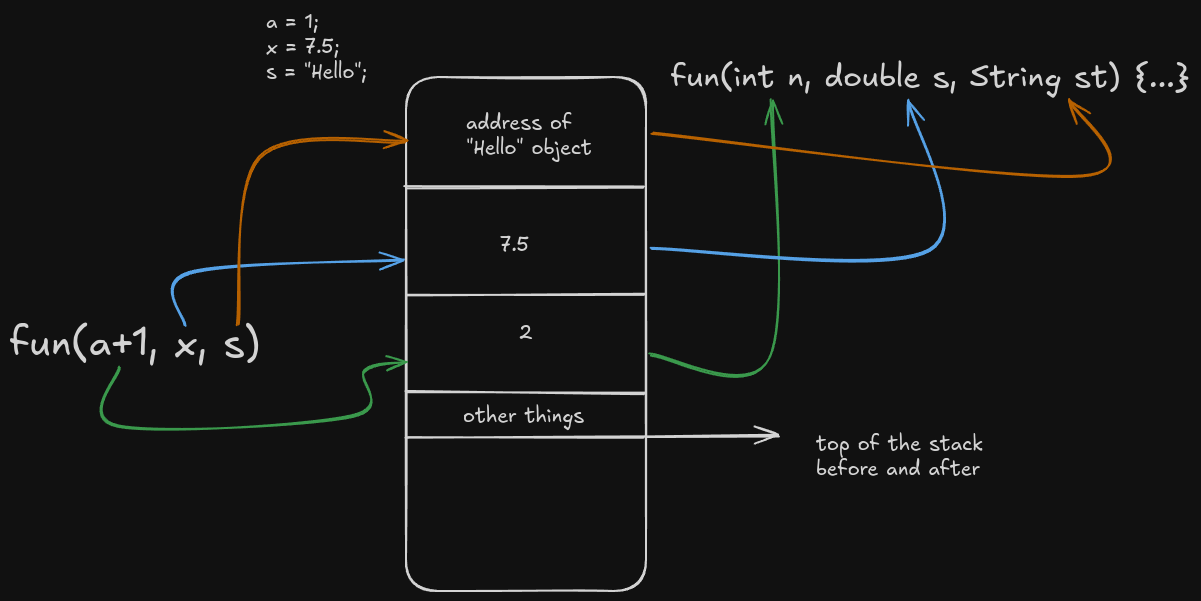 a = 1;
x = 7.5;
s = "Hello";
fun(int n, double s, String st) {...}
address of
"Hello" object
7.5
2
fun(a+1, x, s)
other things
top of the stack
before and after